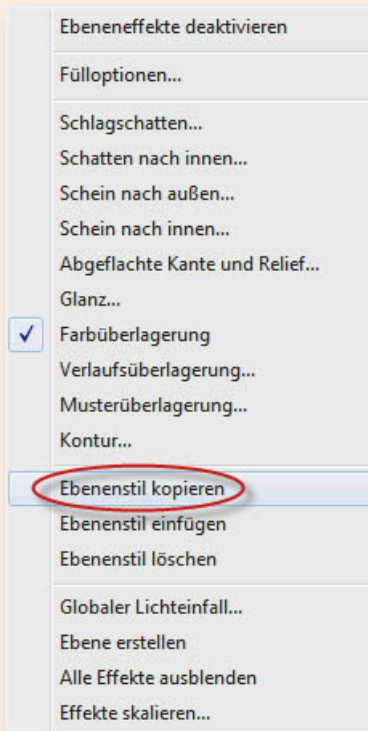 Ebeneneffekte deaktivieren
Fülloptionen...
Schlagschatten...
Schatten nach innen...
Schein nach außen...
Schein nach innen...
Abgeflachte Kante und Relief...
Glanz...
Farbüberlagerung
Verlaufsüberlagerung...
Musterüberlagerung...
Kontur...
Ebenenstil kopieren
Ebenenstil einfügen
Ebenenstil löschen
Globaler Lichteinfall...
Ebene erstellen
Alle Effekte ausblenden
Effekte skalieren...